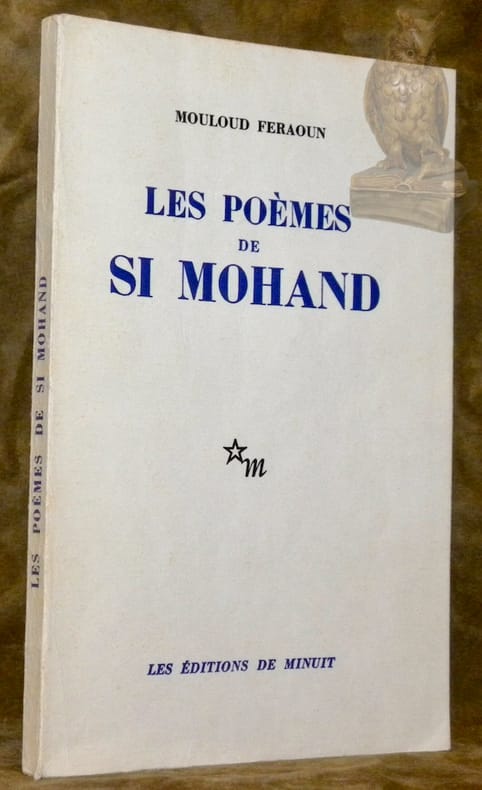 MOULOUD FERAOUN
LES POÈMES
DE
SI MOHAND
m
LES ÉDITIONS DE MINUIT
LES POÈMES DE SI MOHAND